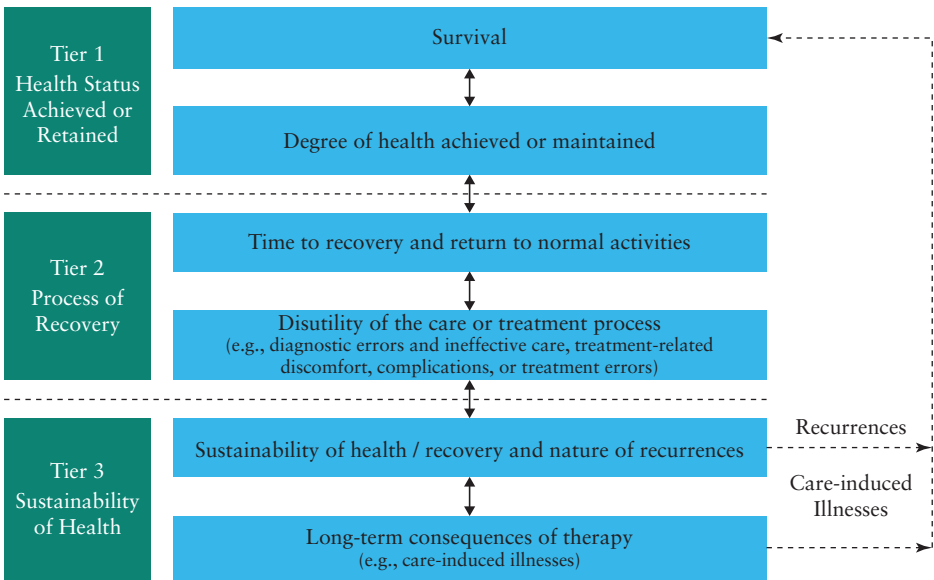 Tier 1
Health Status
Achieved or
Retained
Survival
Degree of health achieved or maintained
Tier 2
Process of
Recovery
Time to recovery and return to normal activities
Disutility of the care or treatment process
(e.g., diagnostic errors and ineffective care, treatment-related
discomfort, complications, or treatment errors)
Tier 3
Sustainability
of Health
Sustainability of health / recovery and nature of recurrences
Recurrences
Long-term consequences of therapy
(e.g., care-induced illnesses)
Care-induced
Illnesses